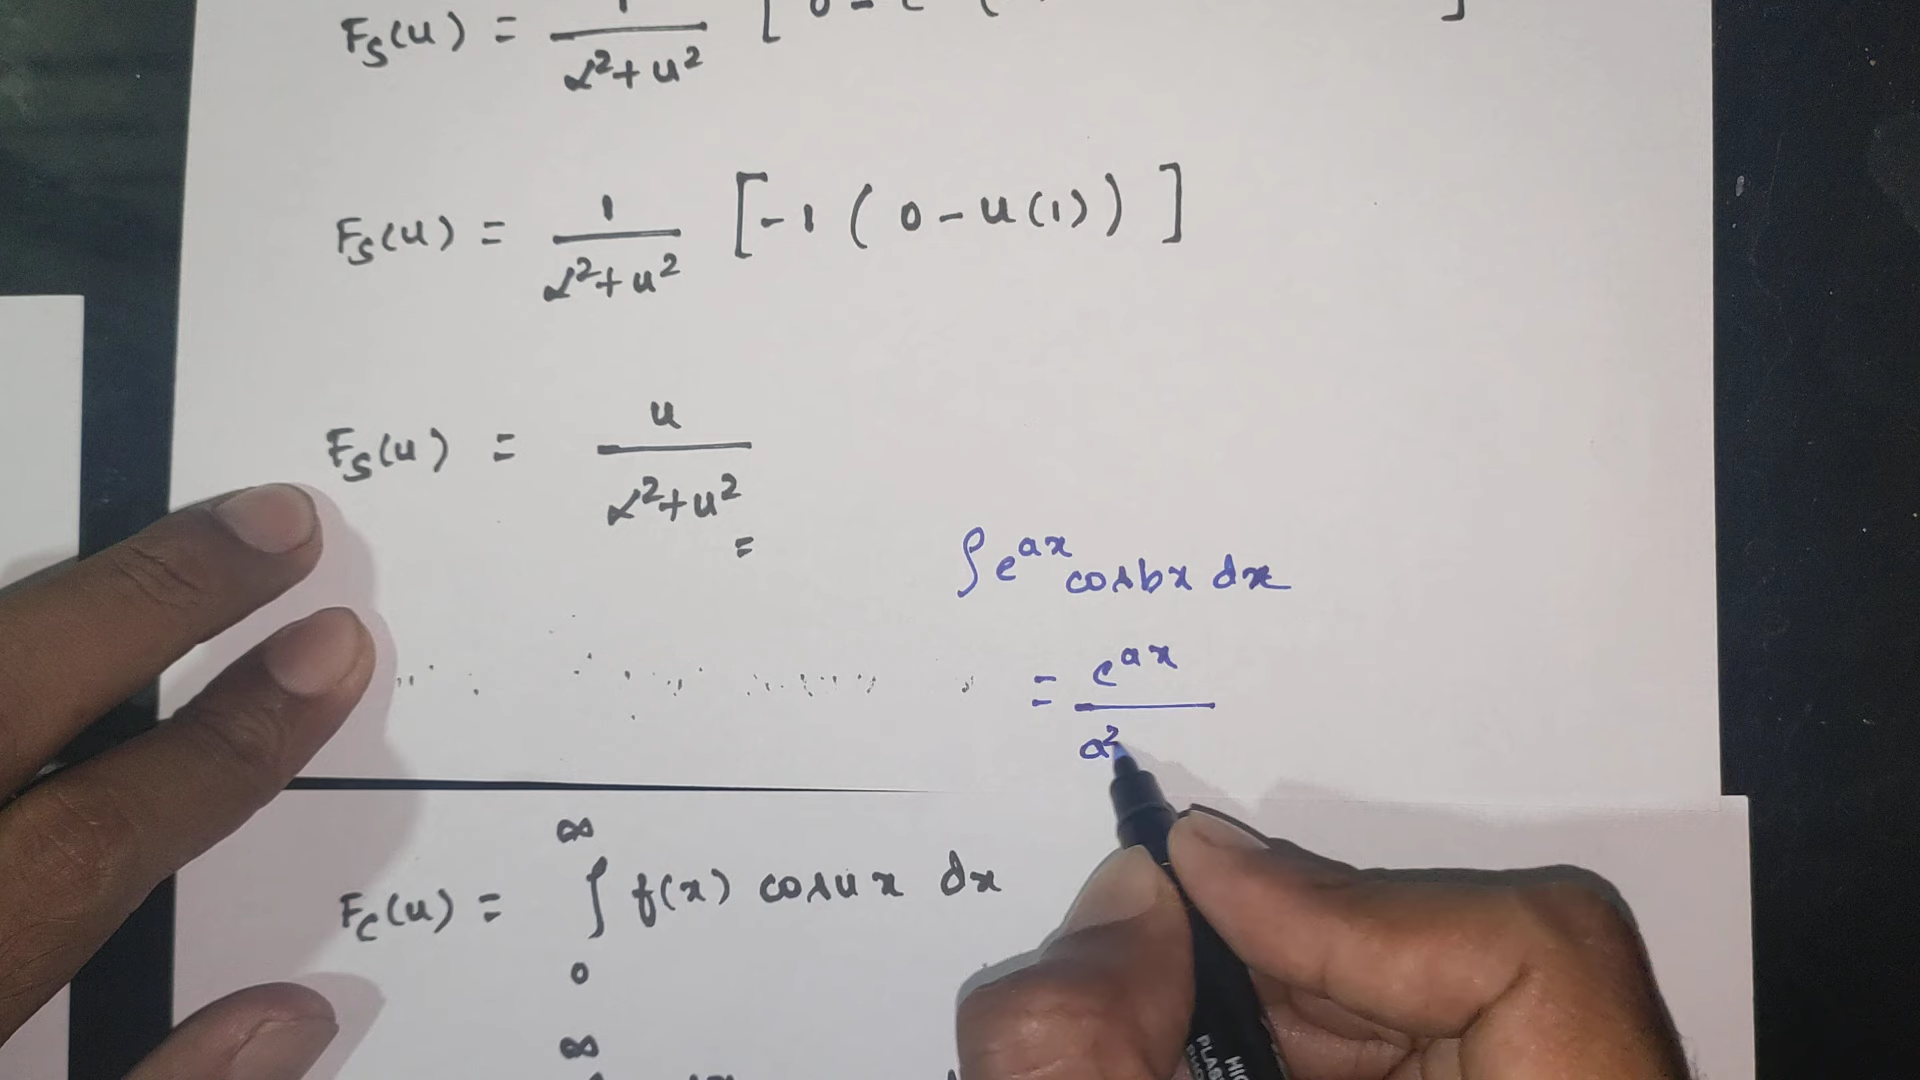 Fs(u) = 1/(α²+u²) [0 -
Fs(u) = 1/(α²+u²) [-1 (0 - u(1))]
Fs(u) = u/(α²+u²)
=
∫e^(ax) cosbx dx
= e^(ax)/a²
Fc(u) = ∫₀^∞ f(x) cosux dx
∞